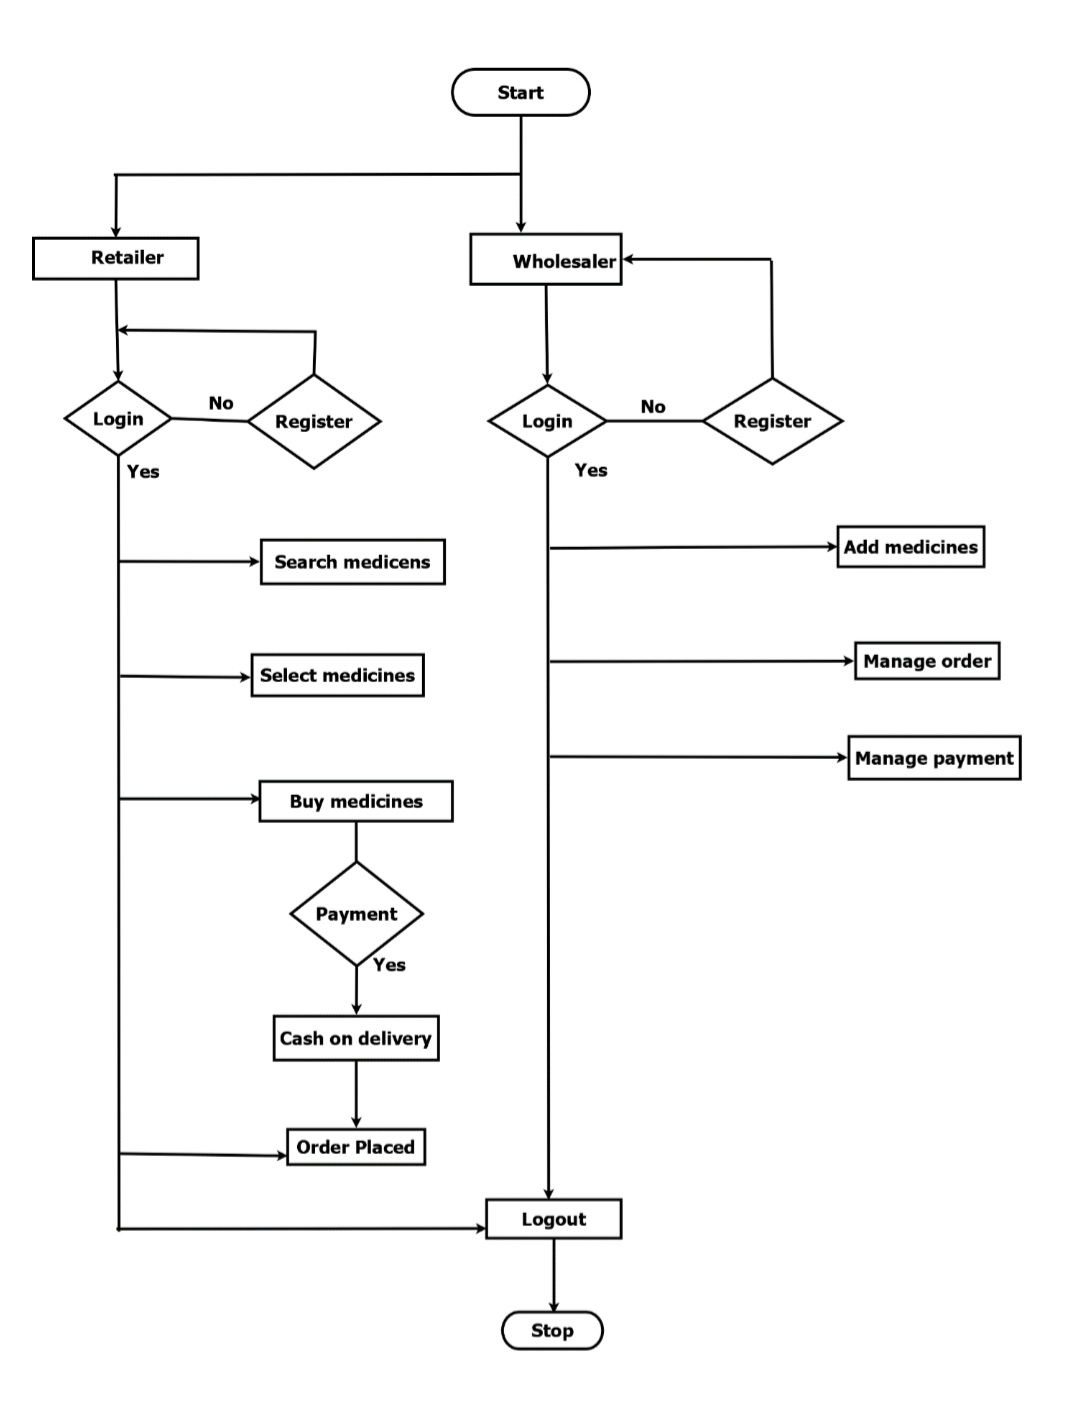 Start
Retailer
Wholesaler
Login
No
Register
Login
No
Register
Yes
Yes
Search medicens
Add medicines
Select medicines
Manage order
Manage payment
Buy medicines
Payment
Yes
Cash on delivery
Order Placed
Logout
Stop